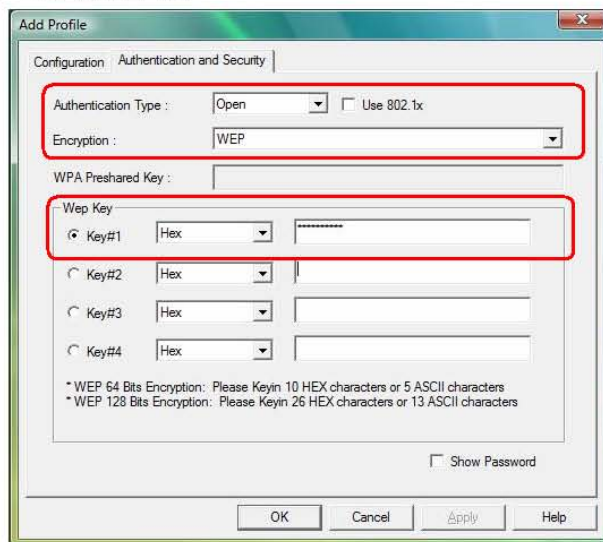 Add Profile
Configuration Authentication and Security
Authentication Type : Open Use 802.1x
Encryption : WEP
WPA Preshared Key :
Wep Key
Key#1 Hex **********
Key#2 Hex
Key#3 Hex
Key#4 Hex
* WEP 64 Bits Encryption: Please Keyin 10 HEX characters or 5 ASCII characters
* WEP 128 Bits Encryption: Please Keyin 26 HEX characters or 13 ASCII characters
Show Password
OK Cancel Apply Help